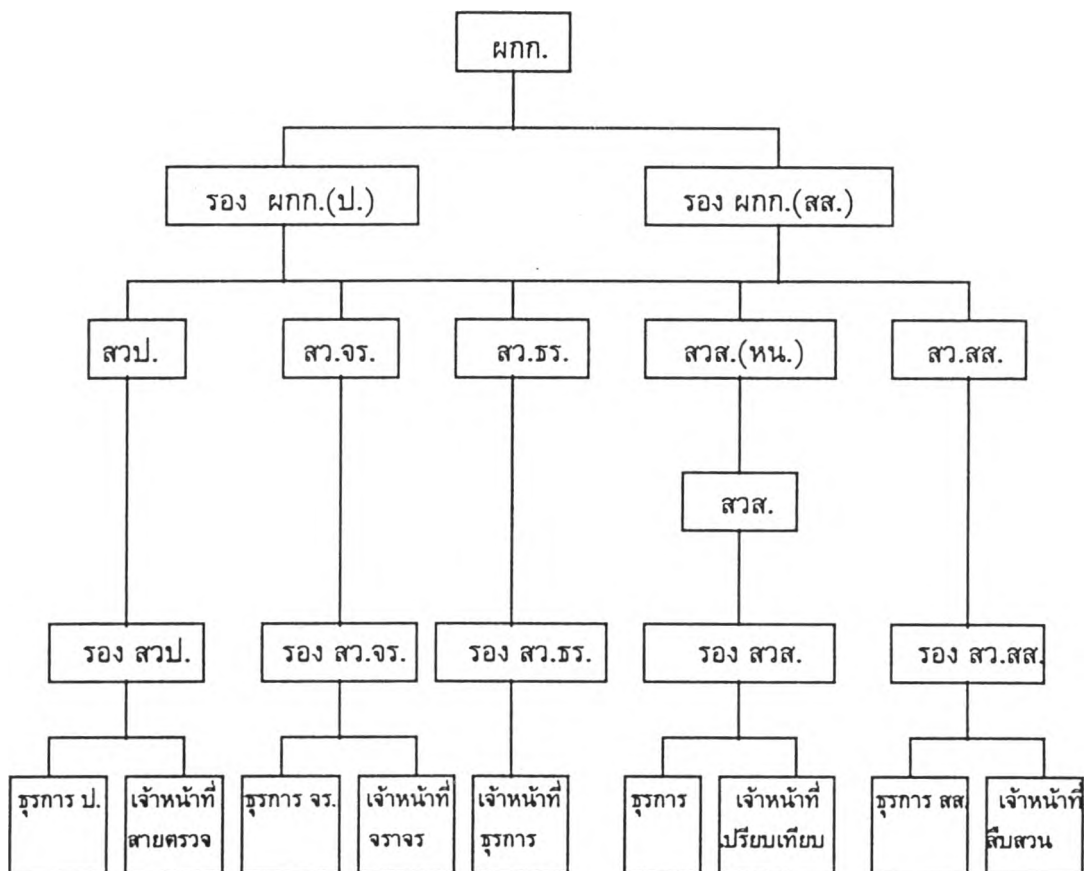 ผกก.
รอง ผกก.(ป.)
รอง ผกก.(สส.)
สวป.
สว.จร.
สว.ธร.
สวส.(หน.)
สว.สส.
สวส.
รอง สวป.
รอง สว.จร.
รอง สว.ธร.
รอง สวส.
รอง สว.สส.
ธุรการ ป.
เจ้าหน้าที่
สายตรวจ
ธุรการ จร.
เจ้าหน้าที่
จราจร
เจ้าหน้าที่
ธุรการ
ธุรการ
เจ้าหน้าที่
เปรียบเทียบ
ธุรการ สส.
เจ้าหน้าที่
สืบสวน